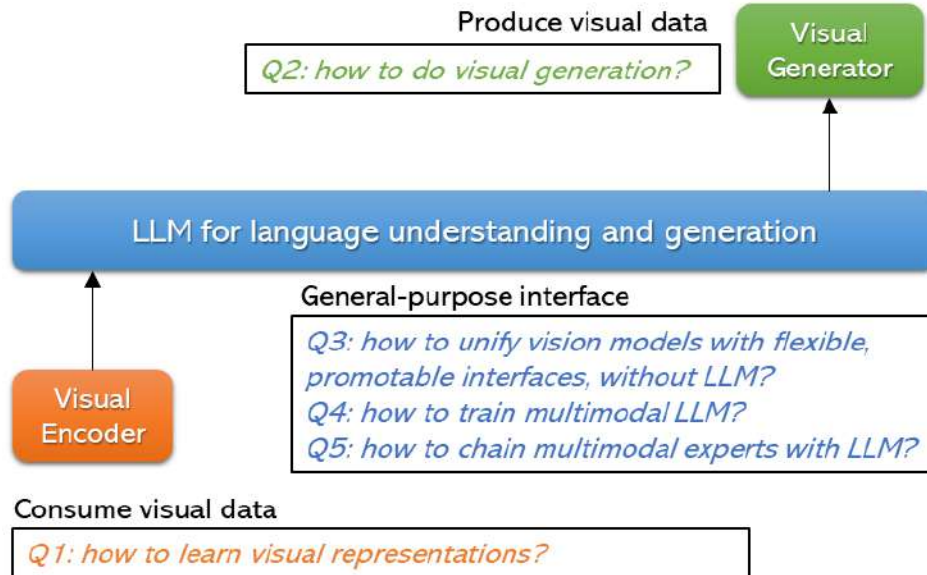 Produce visual data
Q2: how to do visual generation?
Visual
Generator
LLM for language understanding and generation
General-purpose interface
Q3: how to unify vision models with flexible,
promotable interfaces, without LLM?
Q4: how to train multimodal LLM?
Q5: how to chain multimodal experts with LLM?
Visual
Encoder
Consume visual data
Q1: how to learn visual representations?